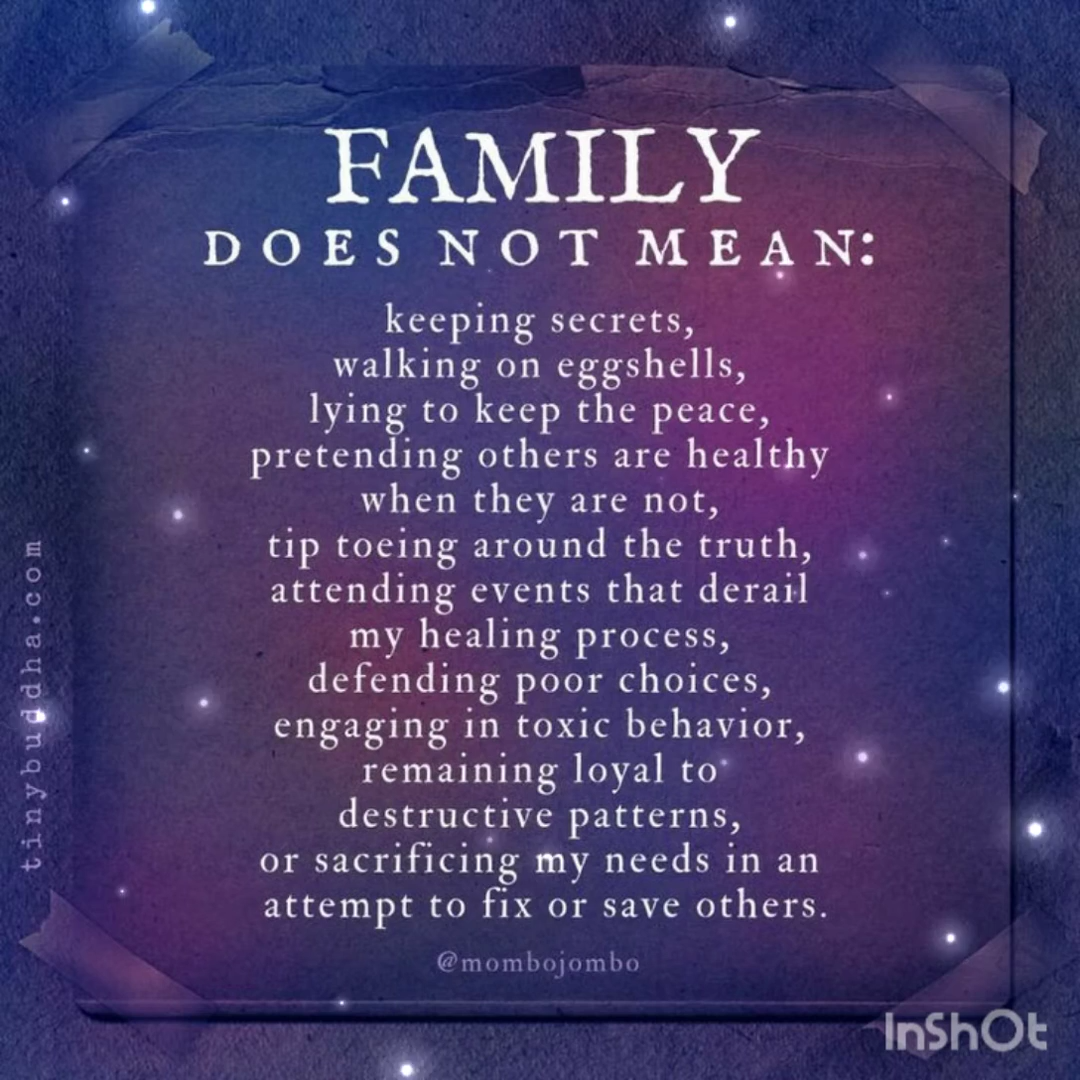 FAMILY
DOES NOT MEAN:
keeping secrets,
walking on eggshells,
lying to keep the peace,
pretending others are healthy
when they are not,
tip toeing around the truth,
attending events that derail
my healing process,
defending poor choices,
engaging in toxic behavior,
remaining loyal to
destructive patterns,
or sacrificing my needs in an
attempt to fix or save others.
@mombojombo
tinybuddha.com
InShOt